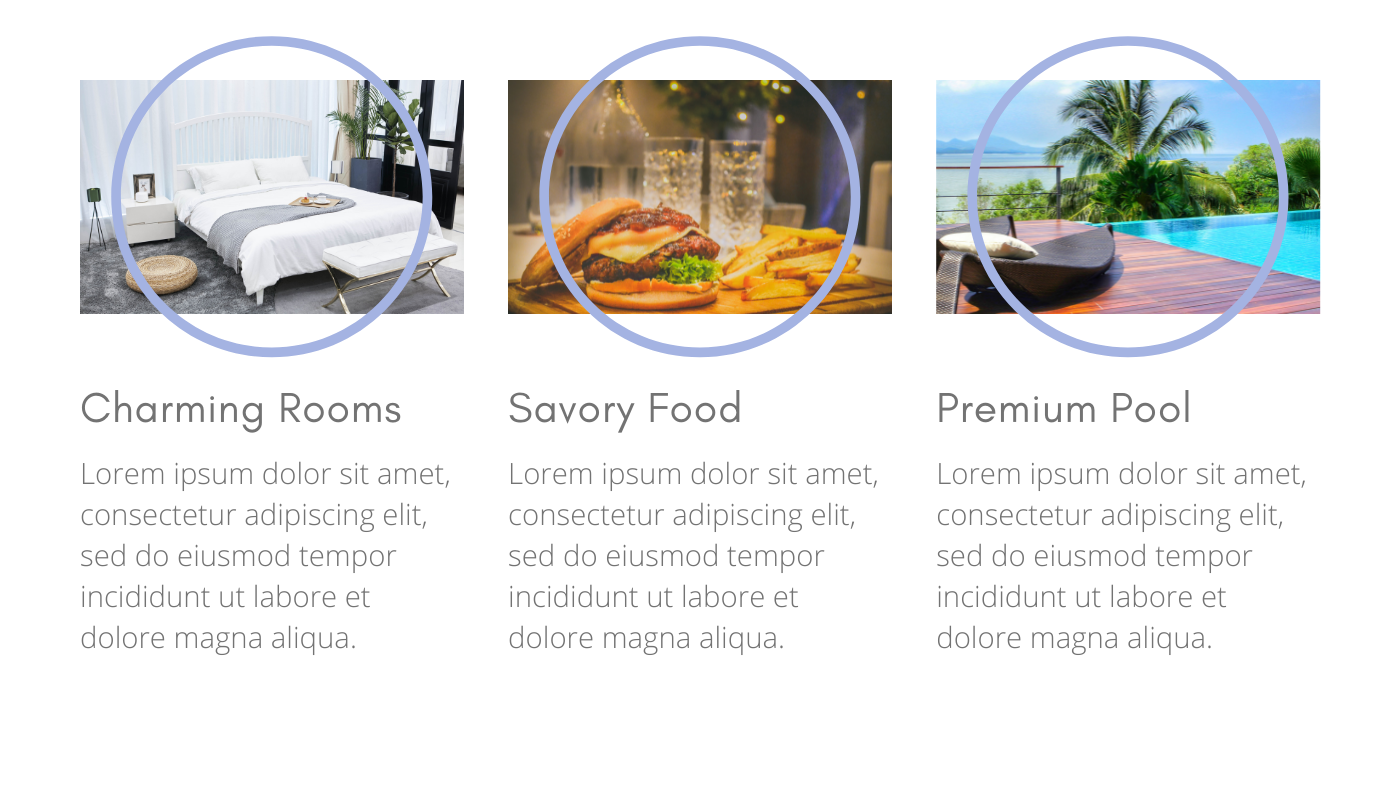 Charming Rooms
Lorem ipsum dolor sit amet,
consectetur adipiscing elit,
sed do eiusmod tempor
incididunt ut labore et
dolore magna aliqua.
Savory Food
Lorem ipsum dolor sit amet,
consectetur adipiscing elit,
sed do eiusmod tempor
incididunt ut labore et
dolore magna aliqua.
Premium Pool
Lorem ipsum dolor sit amet,
consectetur adipiscing elit,
sed do eiusmod tempor
incididunt ut labore et
dolore magna aliqua.